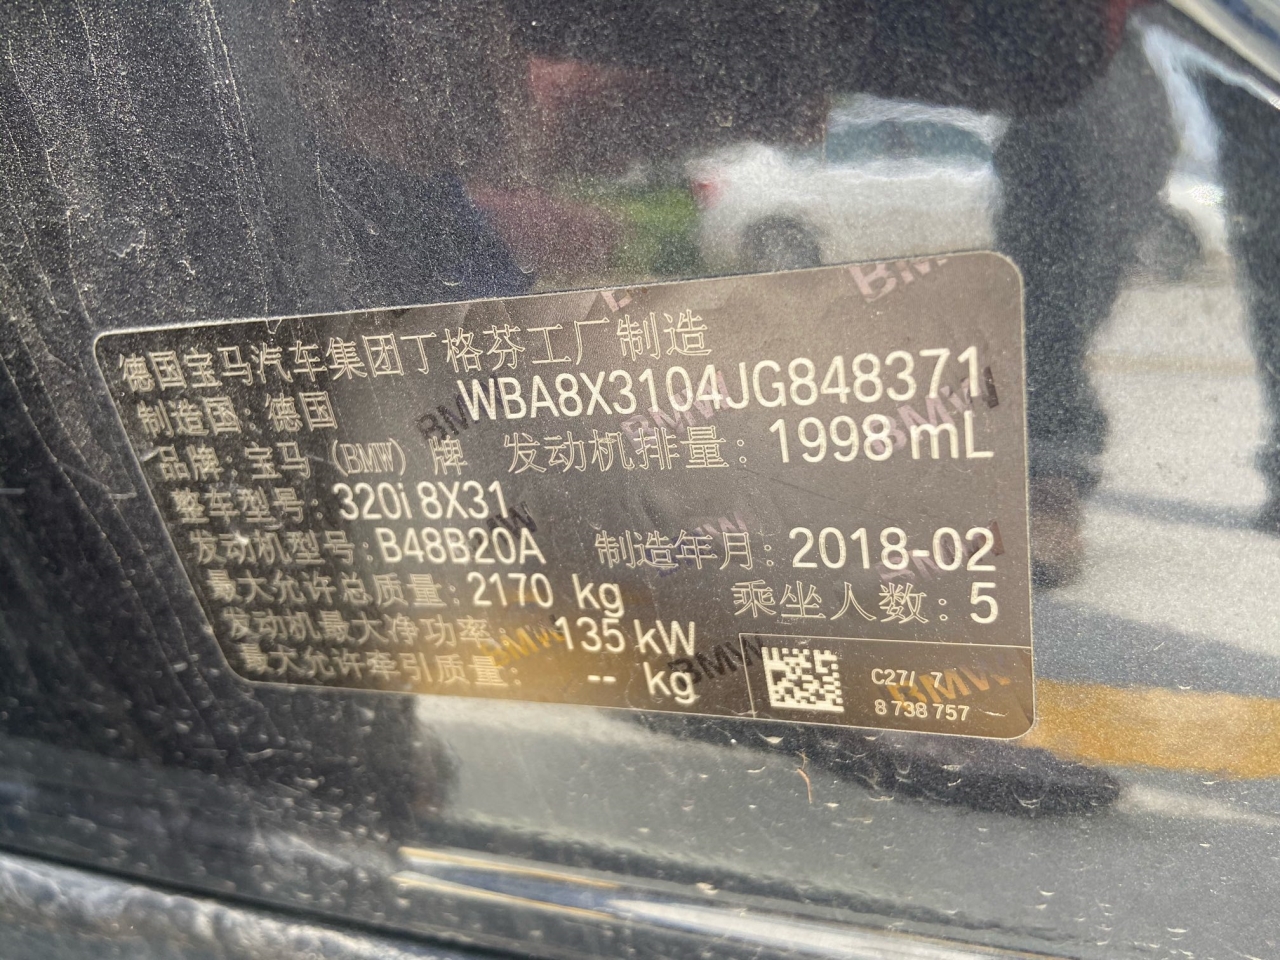 德国宝马汽车集团丁格芬工厂制造
制造国：德国 WBA8X3104JG848371
品牌：宝马（BMW）牌 发动机排量：1998 mL
整车型号：320i 8X31
发动机型号：B48B20A 制造年月：2018-02
最大允许总质量：2170 kg 乘坐人数：5
发动机最大净功率：135 kW
最大允许牵引质量：-- kg
C27/ 7
8 738 757